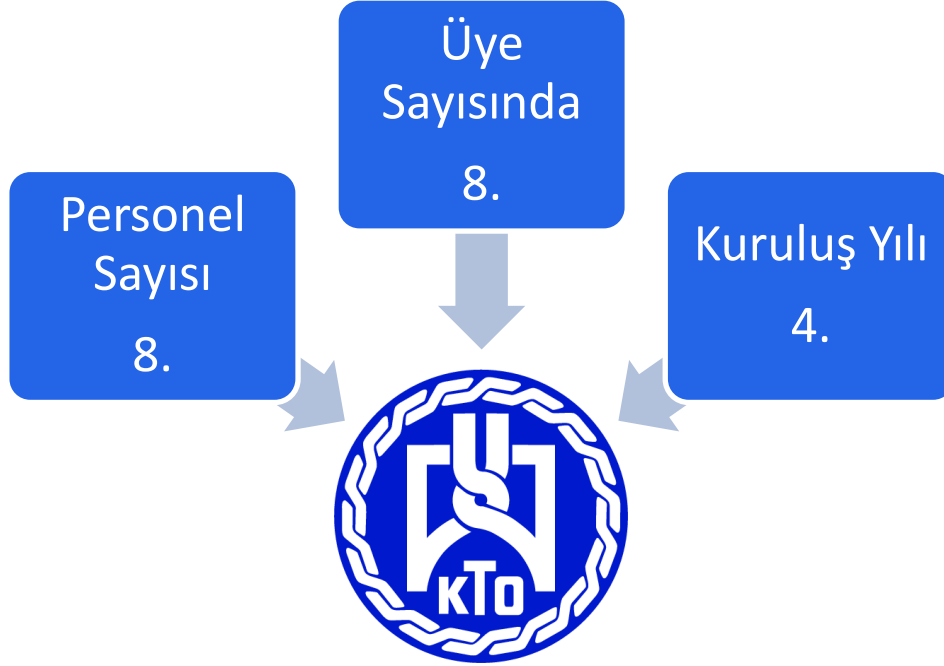 Personel
Sayısı
8.
Üye
Sayısında
8.
Kuruluş Yılı
4.
KTO